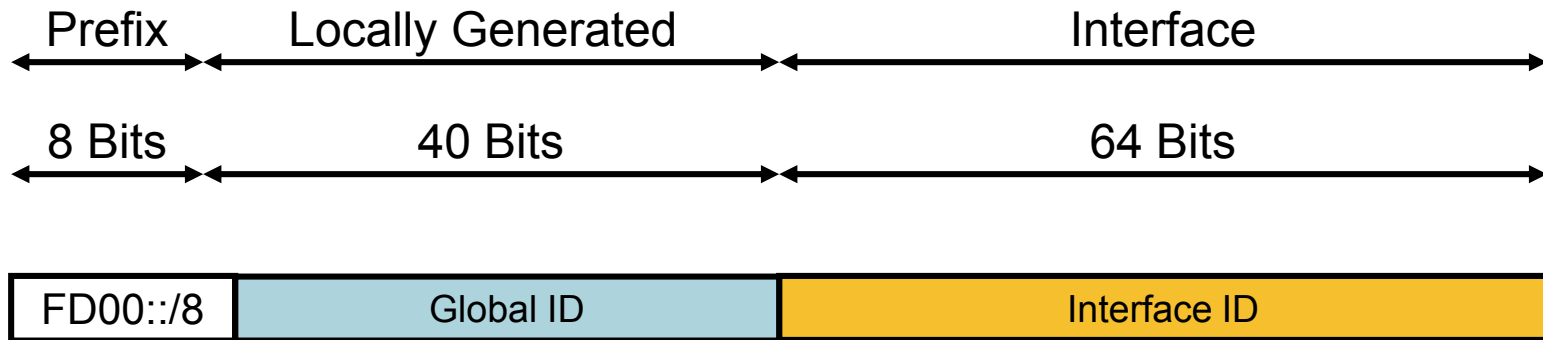 Prefix Locally Generated Interface
8 Bits 40 Bits 64 Bits
FD00::/8 Global ID Interface ID